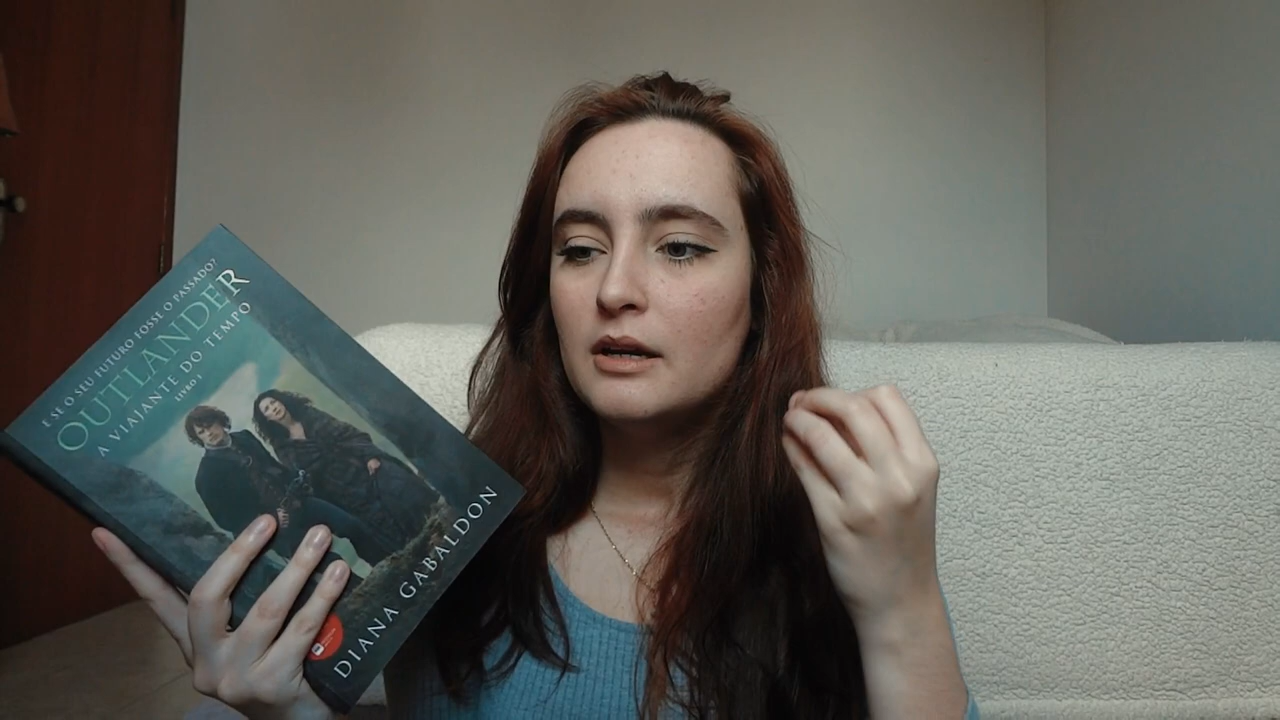 E SE O SEU FUTURO FOSSE O PASSADO?
OUTLANDER
A VIAJANTE DO TEMPO
LIVRO 1
DIANA GABALDON